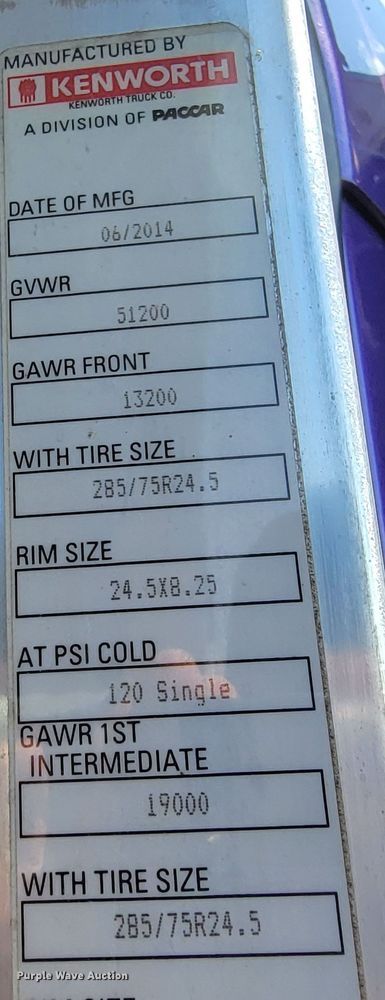 MANUFACTURED BY
KENWORTH
KENWORTH TRUCK CO.
A DIVISION OF PACCAR
DATE OF MFG
06/2014
GVWR
51200
GAWR FRONT
13200
WITH TIRE SIZE
285/75R24.5
RIM SIZE
24.5X8.25
AT PSI COLD
120 Single
GAWR 1ST
INTERMEDIATE
19000
WITH TIRE SIZE
285/75R24.5
Purple Wave Auction